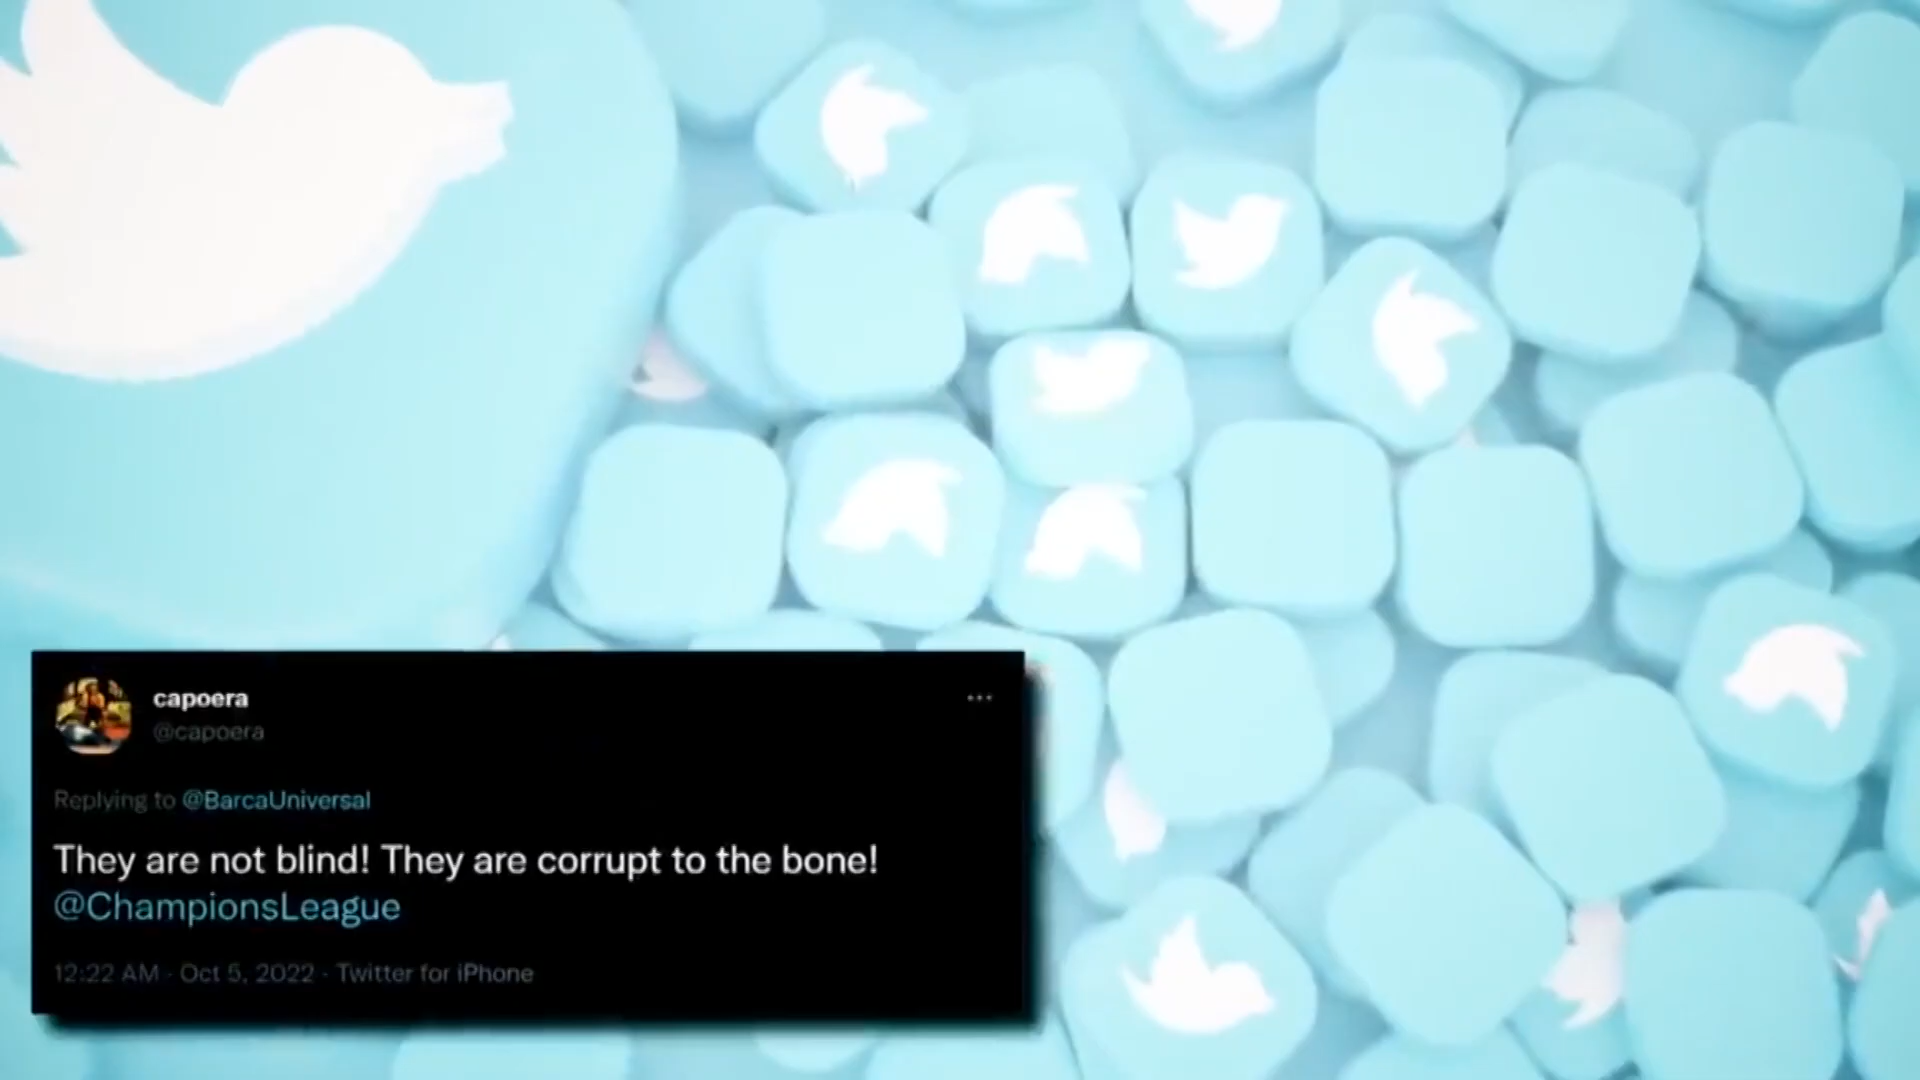 capoera
@capoera
Replying to @BarcaUniversal
They are not blind! They are corrupt to the bone!
@ChampionsLeague
12:22 AM · Oct 5, 2022 · Twitter for iPhone